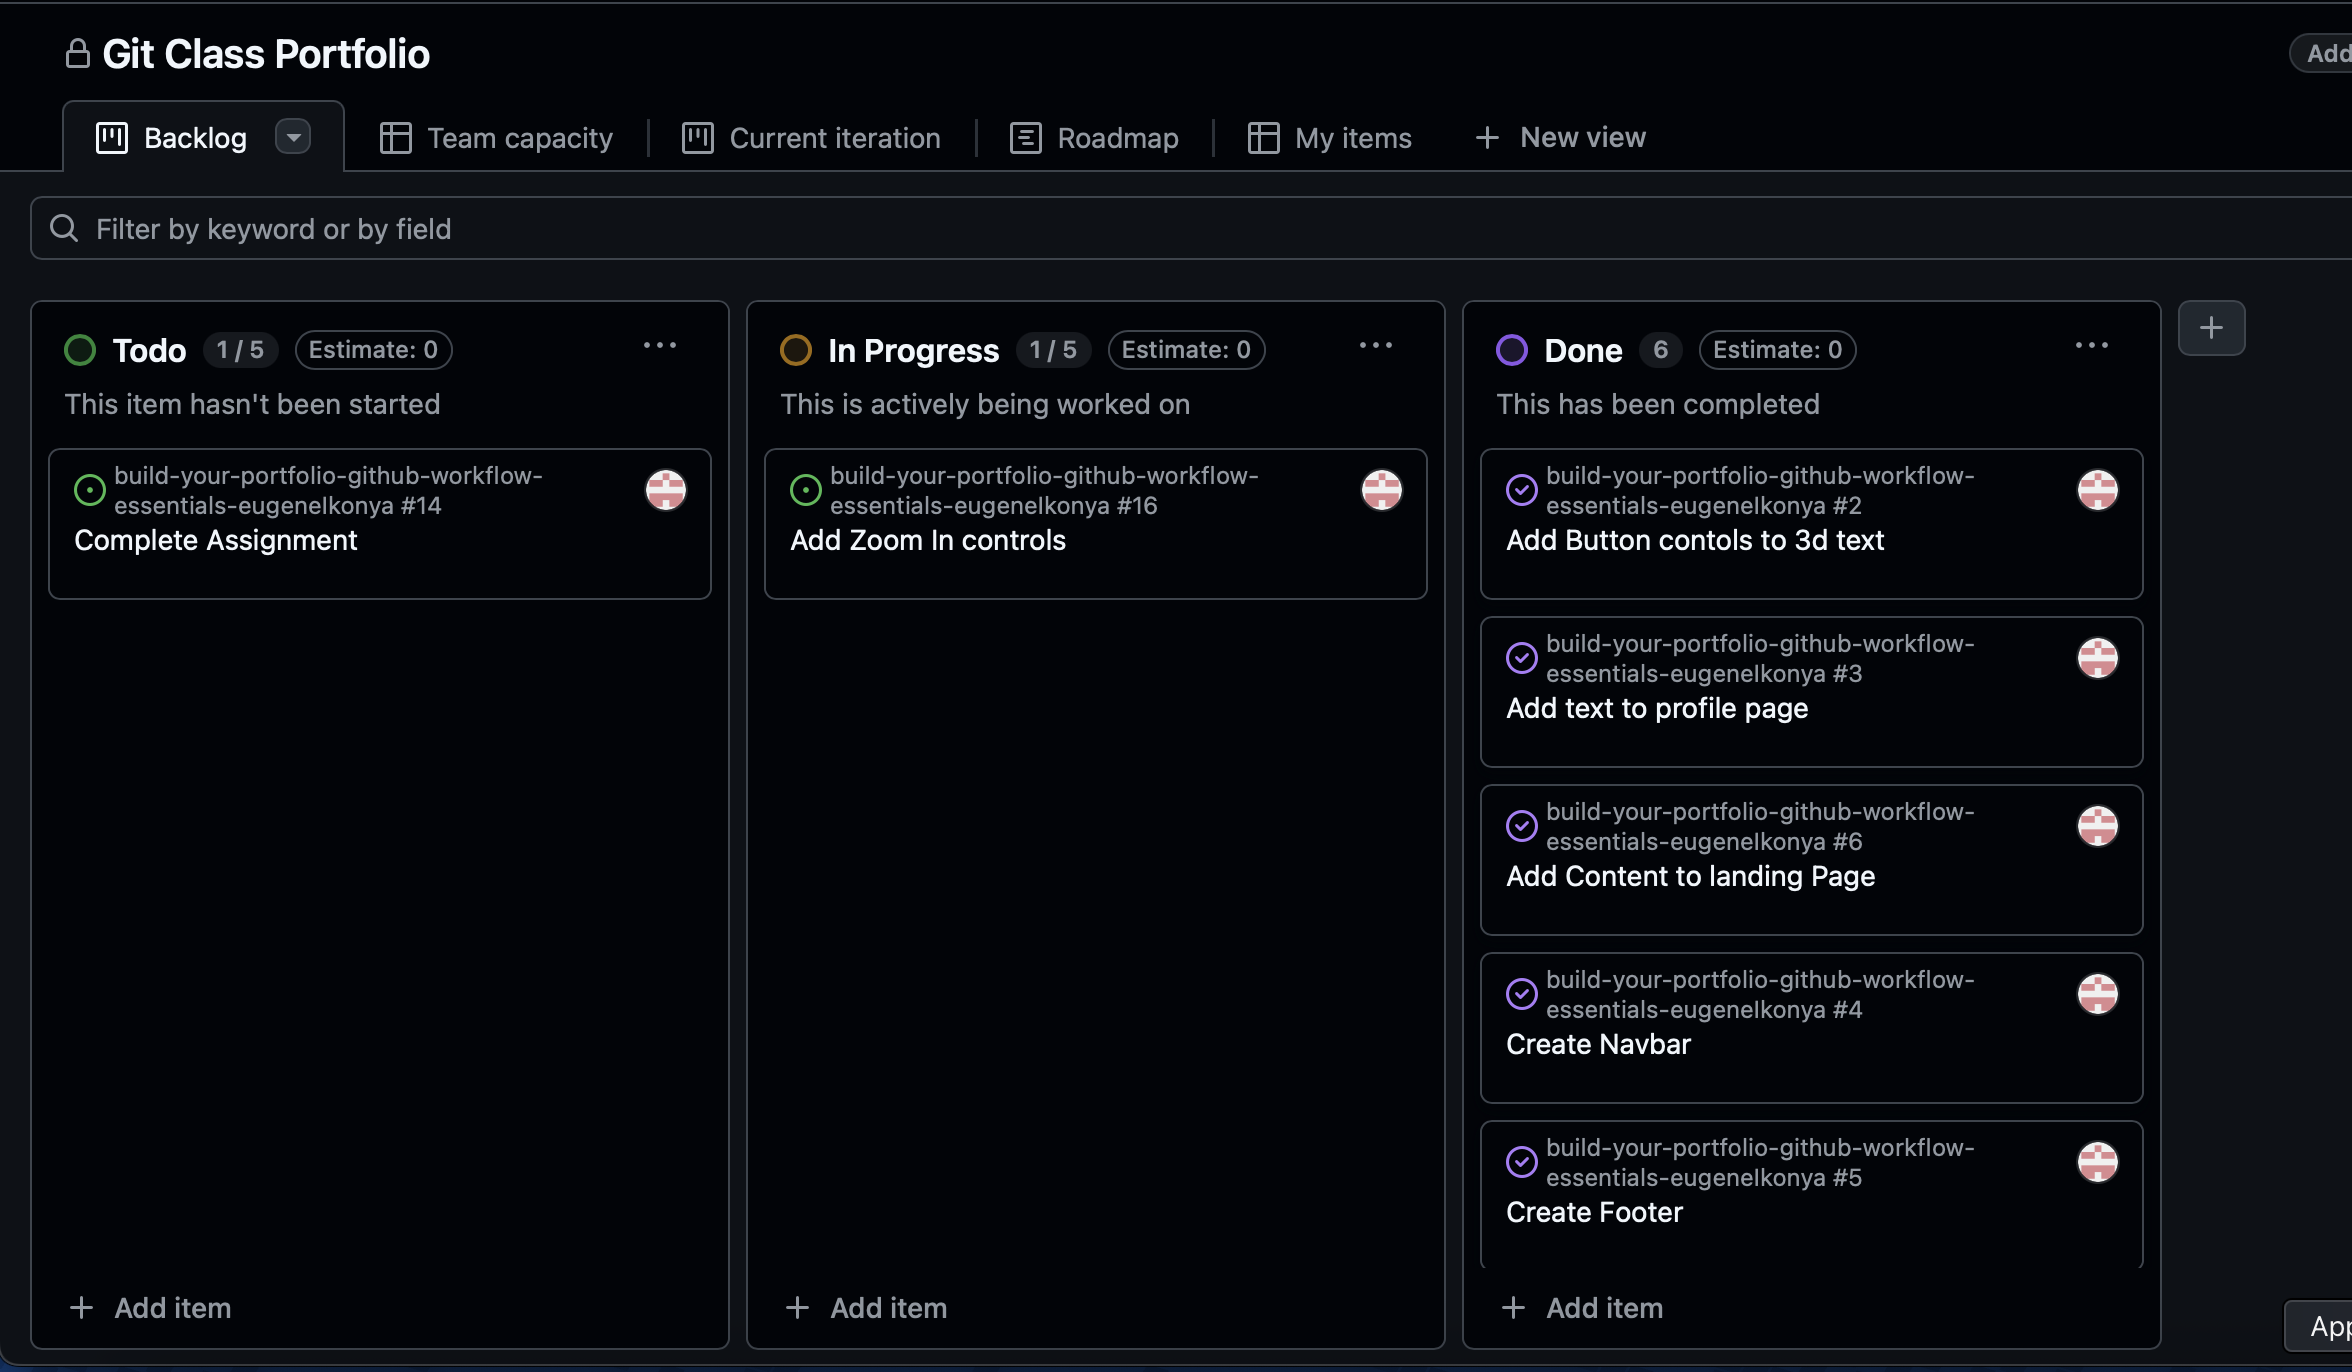 Git Class Portfolio
Add
Backlog
Team capacity
Current iteration
Roadmap
My items
New view
Filter by keyword or by field
Todo 1 / 5 Estimate: 0
This item hasn't been started
build-your-portfolio-github-workflow-
essentials-eugenelkonya #14
Complete Assignment
Add item
In Progress 1 / 5 Estimate: 0
This is actively being worked on
build-your-portfolio-github-workflow-
essentials-eugenelkonya #16
Add Zoom In controls
Add item
Done 6 Estimate: 0
This has been completed
build-your-portfolio-github-workflow-
essentials-eugenelkonya #2
Add Button contols to 3d text
build-your-portfolio-github-workflow-
essentials-eugenelkonya #3
Add text to profile page
build-your-portfolio-github-workflow-
essentials-eugenelkonya #6
Add Content to landing Page
build-your-portfolio-github-workflow-
essentials-eugenelkonya #4
Create Navbar
build-your-portfolio-github-workflow-
essentials-eugenelkonya #5
Create Footer
Add item
App